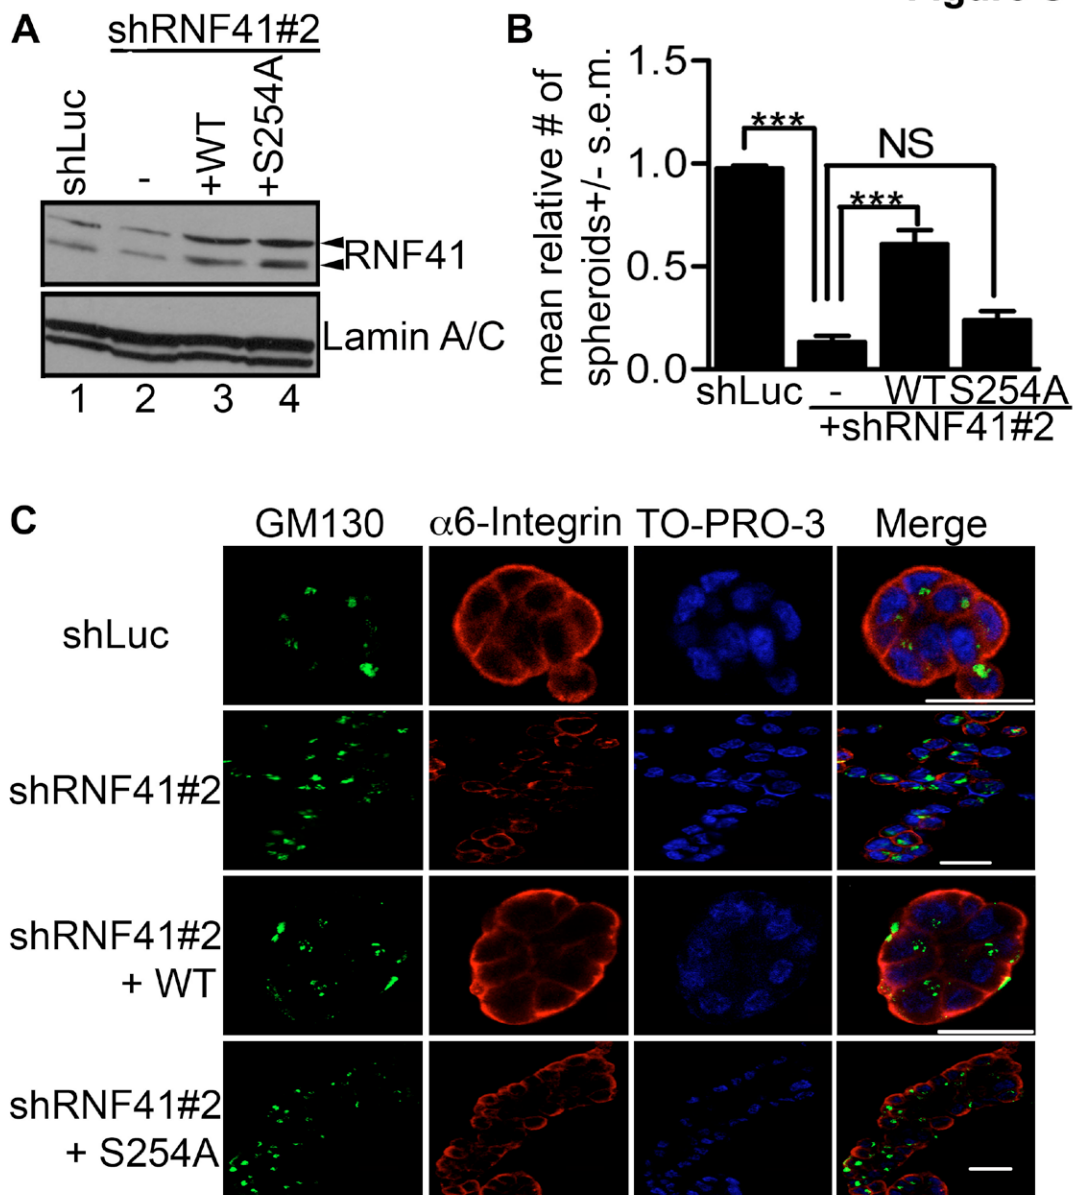 A
shRNF41#2
shLuc
-
+WT
+S254A
RNF41
Lamin A/C
1 2 3 4
B
mean relative # of
spheroids+/- s.e.m.
1.5
1.0
0.5
0.0
***
NS
***
shLuc - WT S254A
+shRNF41#2
C
GM130 α6-Integrin TO-PRO-3 Merge
shLuc
shRNF41#2
shRNF41#2
+ WT
shRNF41#2
+ S254A